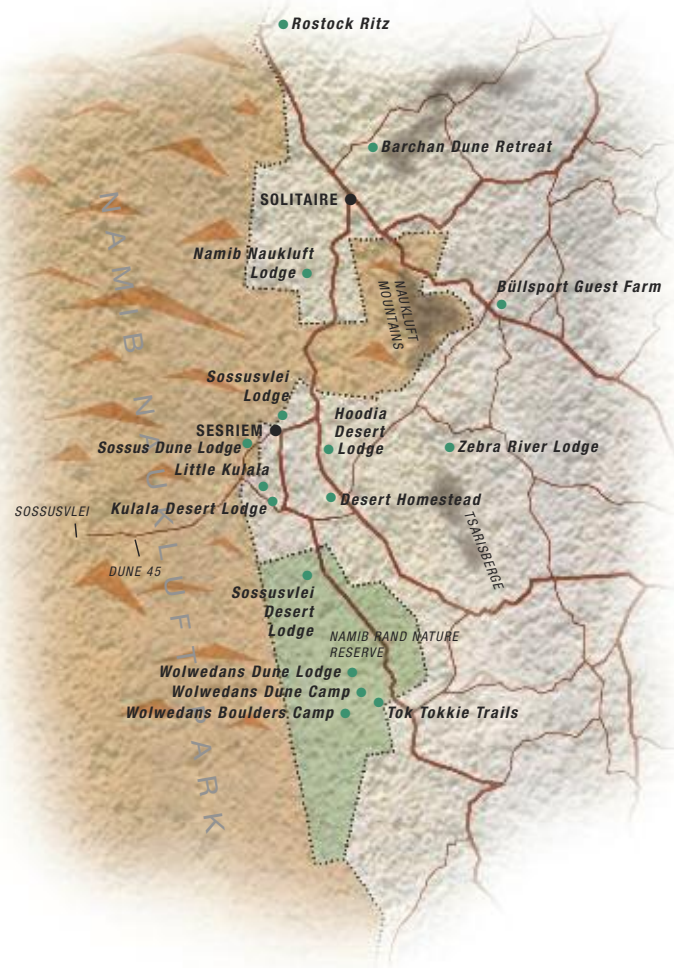 Rostock Ritz
Barchan Dune Retreat
SOLITAIRE
Namib Naukluft
Lodge
NAUKLUFT
MOUNTAINS
Büllsport Guest Farm
NAMIB NAUKLUFT PARK
Sossusvlei
Lodge
Hoodia
Desert
Lodge
SESRIEM
Sossus Dune Lodge
Zebra River Lodge
Little Kulala
Kulala Desert Lodge
Desert Homestead
SOSSUSVLEI
DUNE 45
TSARISBERGE
Sossusvlei
Desert
Lodge
NAMIB RAND NATURE
RESERVE
Wolwedans Dune Lodge
Wolwedans Dune Camp
Wolwedans Boulders Camp
Tok Tokkie Trails